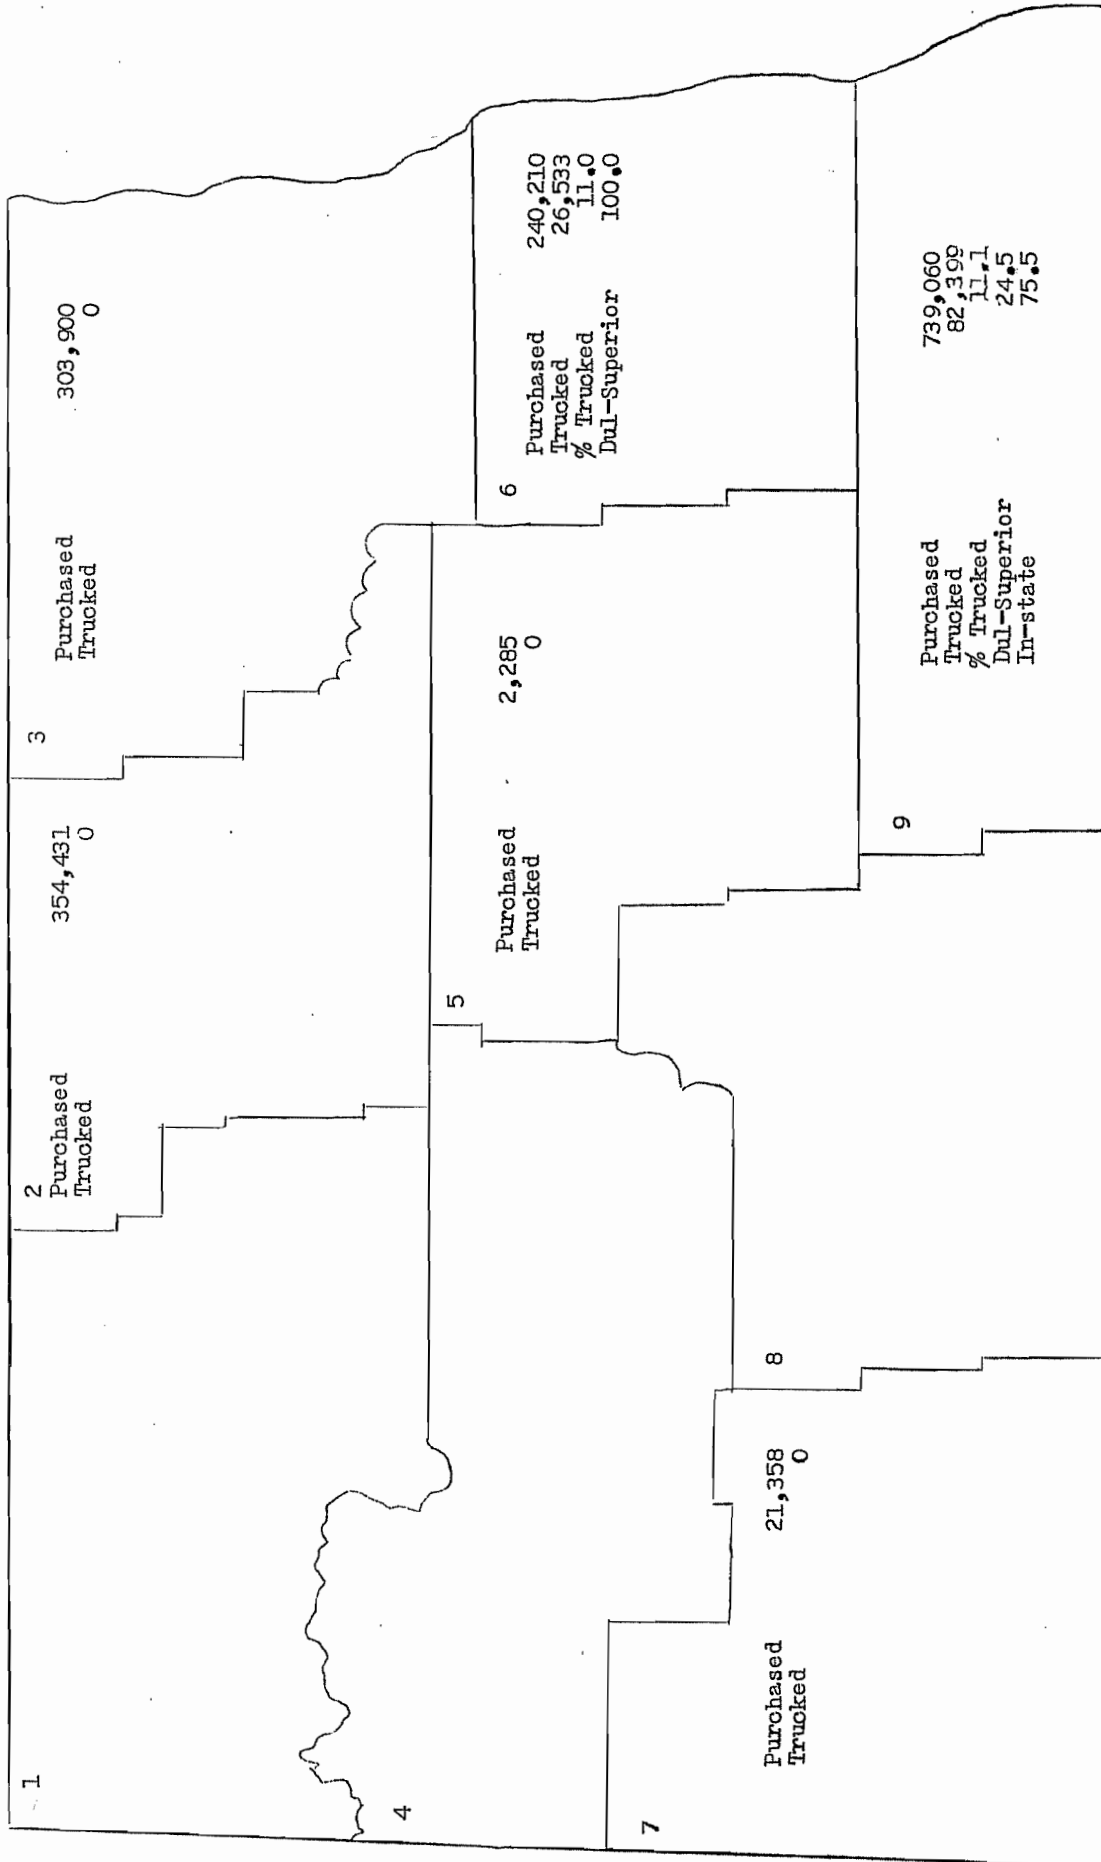 1
2
Purchased 354,431
Trucked 0
3
Purchased 303,900
Trucked 0
4
5
Purchased 2,285
Trucked 0
6
Purchased 240,210
Trucked 26,533
% Trucked 11.0
Dul-Superior 100.0
7
Purchased 21,358
Trucked 0
8
9
Purchased 739,060
Trucked 82,399
% Trucked 11.1
Dul-Superior 24.5
In-state 75.5